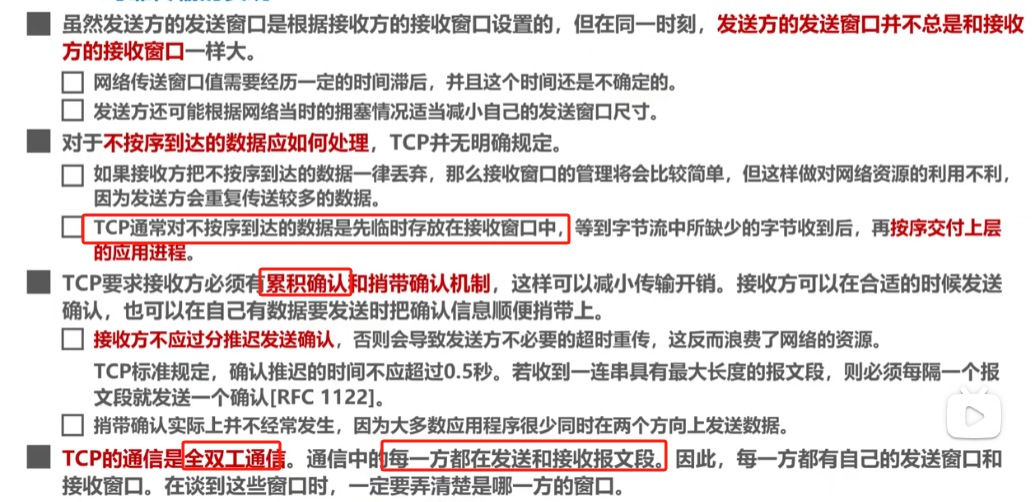 虽然发送方的发送窗口是根据接收方的接收窗口设置的，但在同一时刻，发送方的发送窗口并不总是和接收
方的接收窗口一样大。
网络传送窗口值需要经历一定的时间滞后，并且这个时间还是不确定的。
发送方还可能根据网络当时的拥塞情况适当减小自己的发送窗口尺寸。
对于不按序到达的数据应如何处理，TCP并无明确规定。
如果接收方把不按序到达的数据一律丢弃，那么接收窗口的管理将会比较简单，但这样做对网络资源的利用不利，
因为发送方会重复传送较多的数据。
TCP通常对不按序到达的数据是先临时存放在接收窗口中，等到字节流中所缺少的字节收到后，再按序交付上层
的应用进程。
TCP要求接收方必须有累积确认和捎带确认机制，这样可以减小传输开销。接收方可以在合适的时候发送
确认，也可以在自己有数据要发送时把确认信息顺便捎带上。
接收方不应过分推迟发送确认，否则会导致发送方不必要的超时重传，这反而浪费了网络的资源。
TCP标准规定，确认推迟的时间不应超过0.5秒。若收到一连串具有最大长度的报文段，则必须每隔一个报
文段就发送一个确认[RFC 1122]。
捎带确认实际上并不经常发生，因为大多数应用程序很少同时在两个方向上发送数据。
TCP的通信是全双工通信。通信中的每一方都在发送和接收报文段。因此，每一方都有自己的发送窗口和
接收窗口。在谈到这些窗口时，一定要弄清楚是哪一方的窗口。